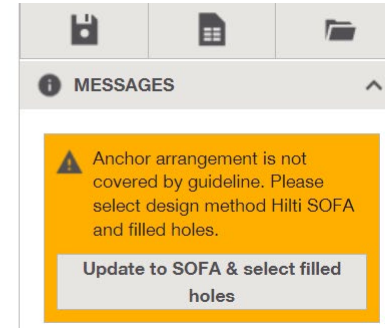 MESSAGES
Anchor arrangement is not
covered by guideline. Please
select design method Hilti SOFA
and filled holes.
Update to SOFA & select filled
holes